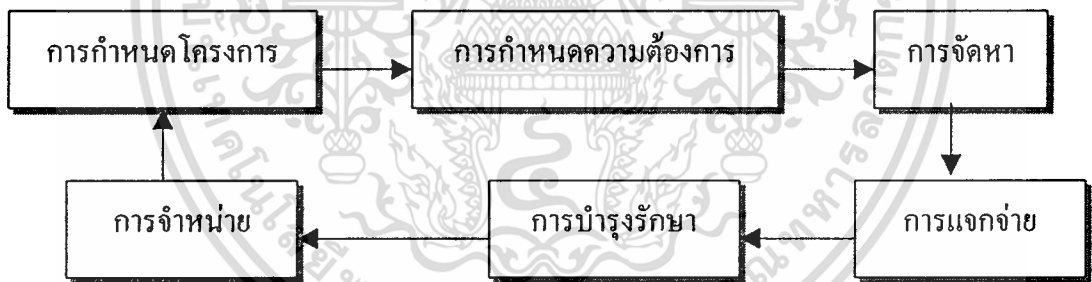 การกำหนดโครงการ
การกำหนดความต้องการ
การจัดหา
การจำหน่าย
การบำรุงรักษา
การแจกจ่าย